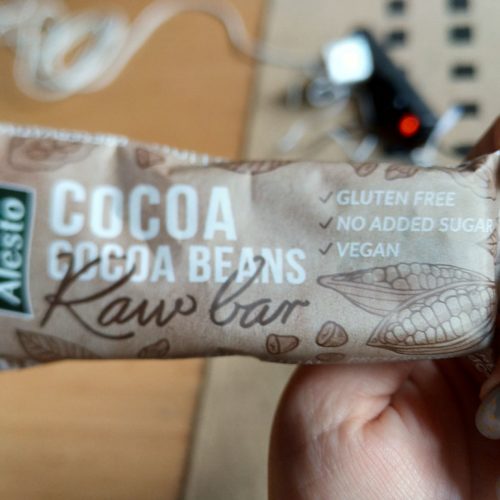 Alesto
COCOA
COCOA BEANS
Raw bar
✓ GLUTEN FREE
✓ NO ADDED SUGAR
✓ VEGAN